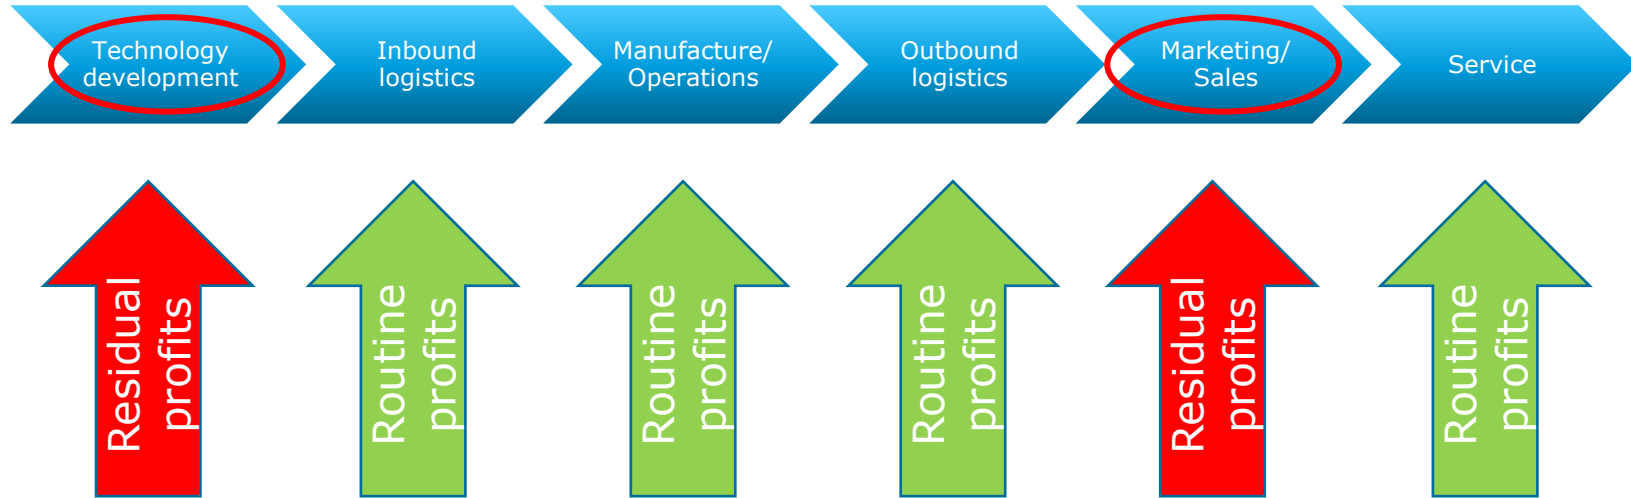 Technology
development
Inbound
logistics
Manufacture/
Operations
Outbound
logistics
Marketing/
Sales
Service
Residual
profits
Routine
profits
Routine
profits
Routine
profits
Residual
profits
Routine
profits